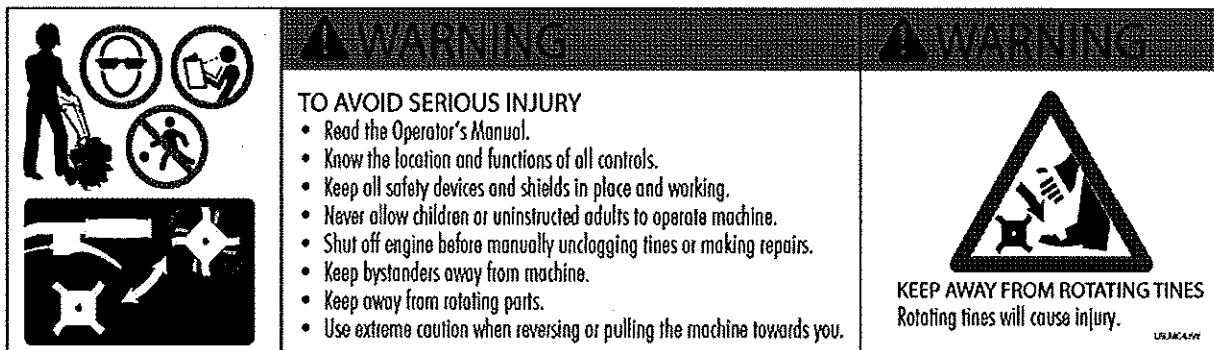 WARNING
TO AVOID SERIOUS INJURY
• Read the Operator's Manual.
• Know the location and functions of all controls.
• Keep all safety devices and shields in place and working.
• Never allow children or uninstructed adults to operate machine.
• Shut off engine before manually unclogging tines or making repairs.
• Keep bystanders away from machine.
• Keep away from rotating parts.
• Use extreme caution when reversing or pulling the machine towards you.
WARNING
KEEP AWAY FROM ROTATING TINES
Rotating tines will cause injury.